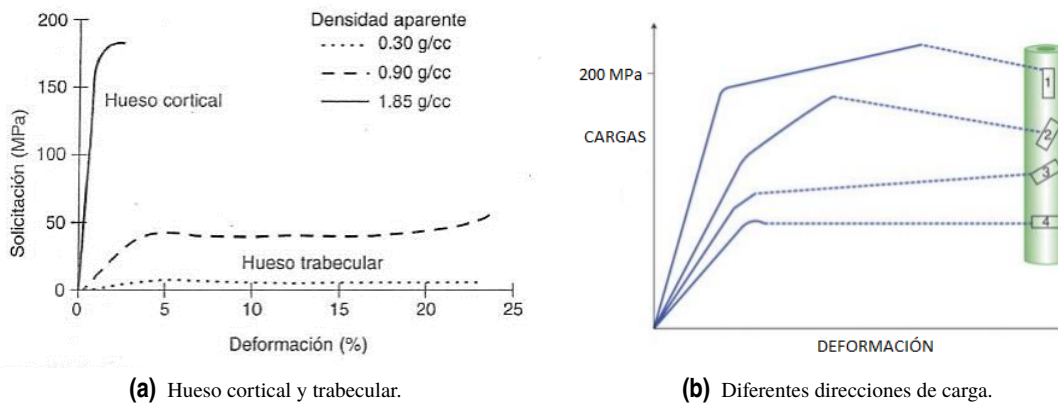 200
150
100
50
0
Solicitación (MPa)
Densidad aparente
0.30 g/cc
0.90 g/cc
1.85 g/cc
Hueso cortical
Hueso trabecular
0 5 10 15 20 25
Deformación (%)
(a) Hueso cortical y trabecular.
200 MPa
CARGAS
1
2
3
4
DEFORMACIÓN
(b) Diferentes direcciones de carga.